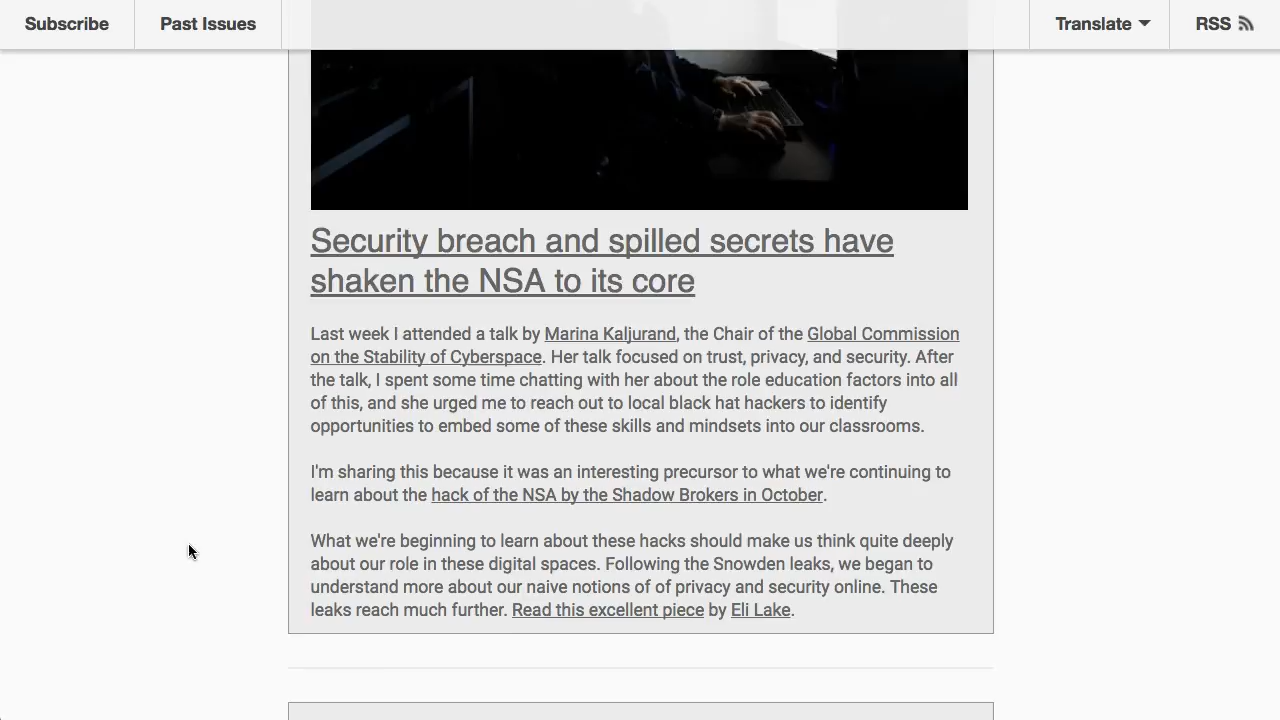 Subscribe
Past Issues
Translate
RSS
Security breach and spilled secrets have
shaken the NSA to its core
Last week I attended a talk by Marina Kaljurand, the Chair of the Global Commission
on the Stability of Cyberspace. Her talk focused on trust, privacy, and security. After
the talk, I spent some time chatting with her about the role education factors into all
of this, and she urged me to reach out to local black hat hackers to identify
opportunities to embed some of these skills and mindsets into our classrooms.
I'm sharing this because it was an interesting precursor to what we're continuing to
learn about the hack of the NSA by the Shadow Brokers in October.
What we're beginning to learn about these hacks should make us think quite deeply
about our role in these digital spaces. Following the Snowden leaks, we began to
understand more about our naive notions of of privacy and security online. These
leaks reach much further. Read this excellent piece by Eli Lake.